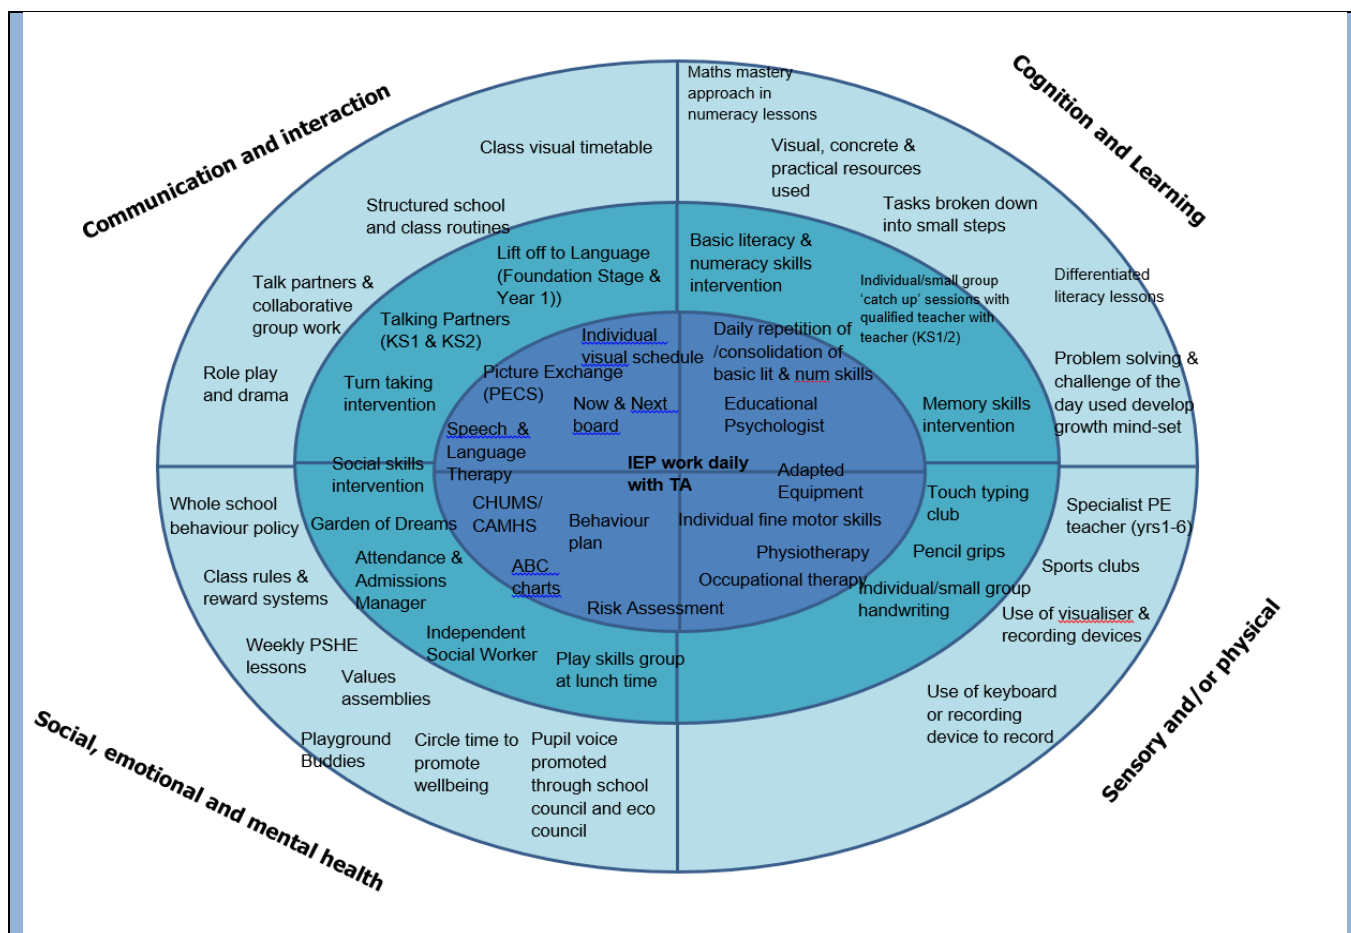 Communication and interaction
Class visual timetable
Structured school
and class routines
Talk partners &
collaborative
group work
Role play
and drama
Lift off to Language
(Foundation Stage &
Year 1))
Talking Partners
(KS1 & KS2)
Turn taking
intervention
Social skills
intervention
Individual
visual schedule
Picture Exchange
(PECS)
Now & Next
board
Speech & 
Language
Therapy
Cognition and Learning
Maths mastery
approach in
numeracy lessons
Visual, concrete &
practical resources
used
Tasks broken down
into small steps
Differentiated
literacy lessons
Problem solving &
challenge of the
day used develop
growth mind-set
Basic literacy &
numeracy skills
intervention
Individual/small group
‘catch up’ sessions with
qualified teacher with
teacher (KS1/2)
Memory skills
intervention
Daily repetition of
/consolidation of
basic lit & num skills
Educational
Psychologist
IEP work daily
with TA
Whole school
behaviour policy
Class rules &
reward systems
Weekly PSHE
lessons
Values
assemblies
Playground
Buddies
Circle time to
promote
wellbeing
Pupil voice
promoted
through school
council and eco
council
Garden of Dreams
Attendance &
Admissions
Manager
Independent
Social Worker
Play skills group
at lunch time
CHUMS/
CAMHS
Behaviour
plan
ABC
charts
Risk Assessment
Social, emotional and mental health
Adapted
Equipment
Individual fine motor skills
Physiotherapy
Occupational therapy
Touch typing
club
Pencil grips
Individual/small group
handwriting
Specialist PE
teacher (yrs1-6)
Sports clubs
Use of visualiser &
recording devices
Use of keyboard
or recording
device to record
Sensory and/or physical